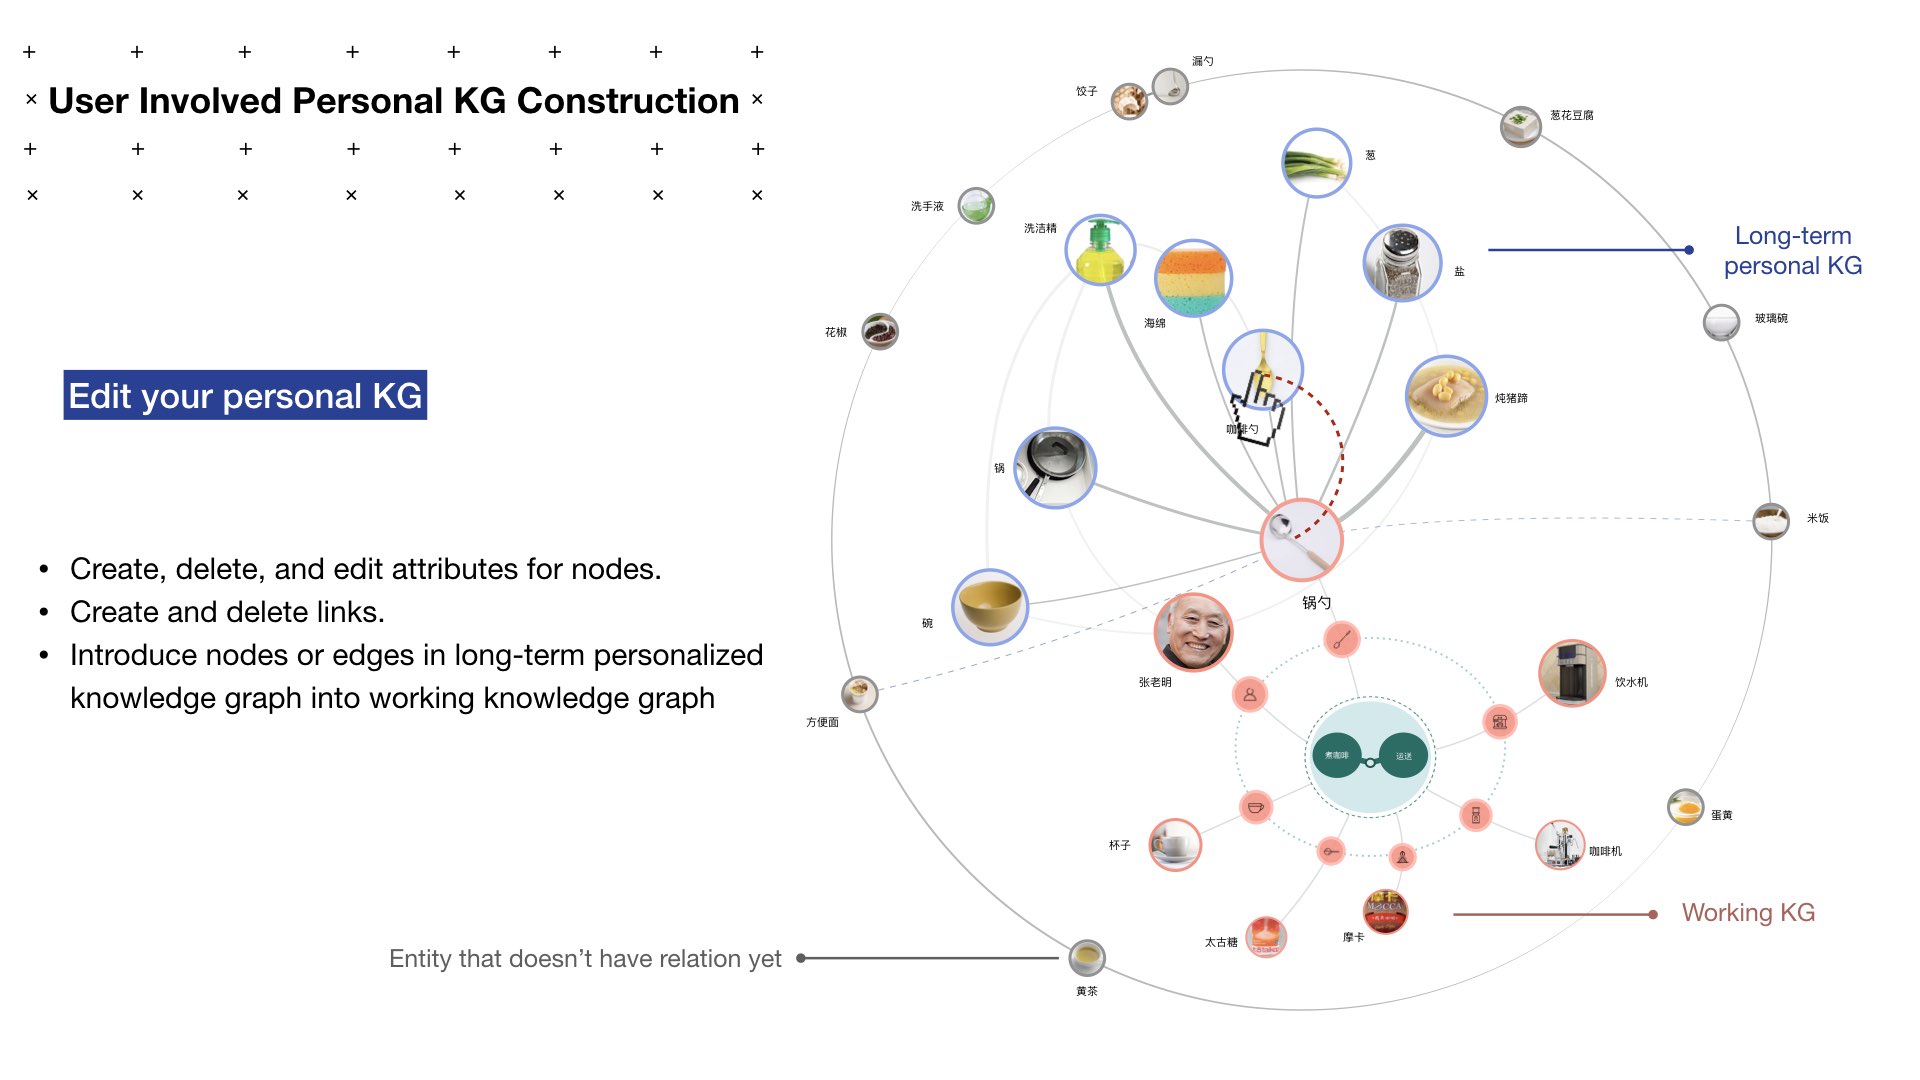 User Involved Personal KG Construction
Edit your personal KG
• Create, delete, and edit attributes for nodes.
• Create and delete links.
• Introduce nodes or edges in long-term personalized
knowledge graph into working knowledge graph
漏勺
饺子
葱花豆腐
葱
洗手液
洗洁精
Long-term
personal KG
盐
海绵
玻璃碗
花椒
炖猪蹄
咖啡勺
锅
米饭
锅勺
碗
张老明
饮水机
方便面
煮咖啡
运送
蛋黄
杯子
咖啡机
MOCCA
Working KG
摩卡
太古糖
Entity that doesn’t have relation yet
黄茶